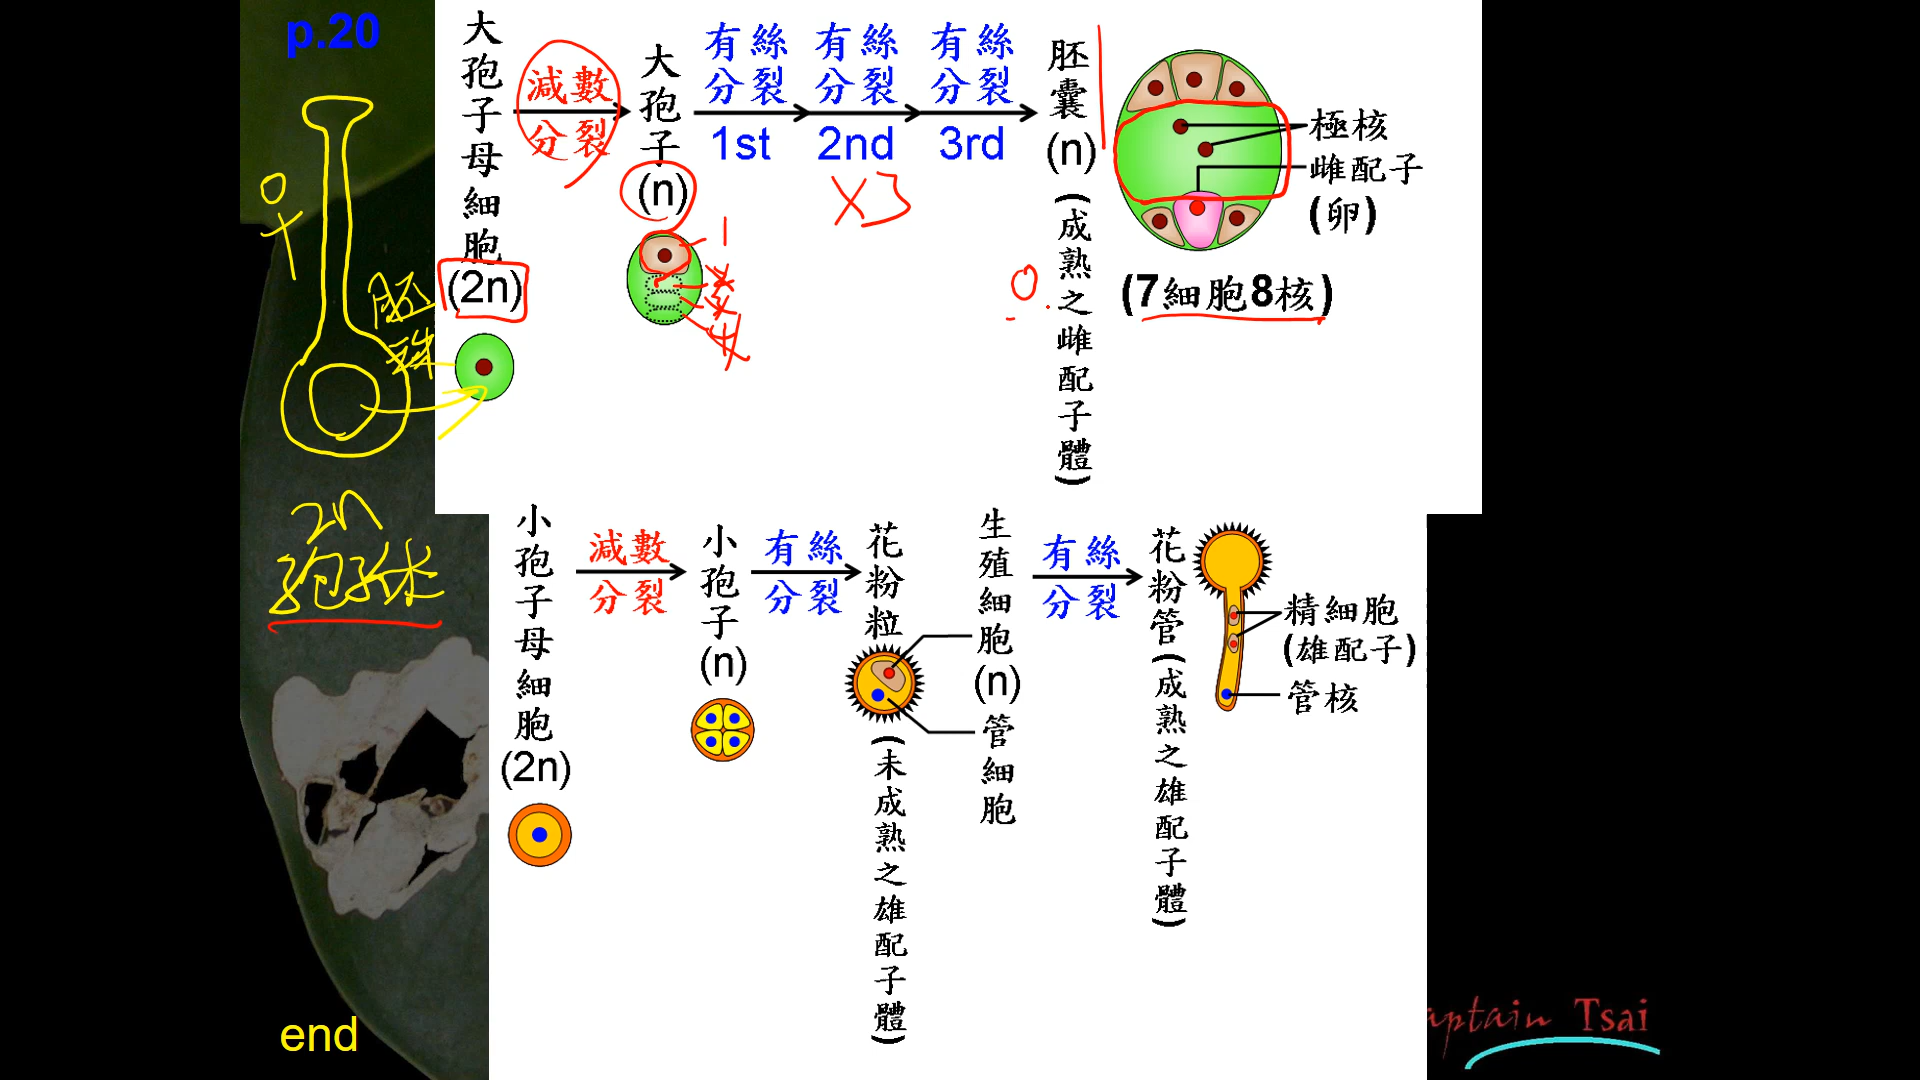 p.20
大孢子母細胞
(2n)
減數
分裂
大孢子
(n)
有絲
分裂
1st
有絲
分裂
2nd
有絲
分裂
3rd
X3
胚囊
(n)
(成熟之雌配子體)
極核
雌配子
(卵)
(7細胞8核)
♀
胚
珠
2n
孢子体
小孢子母細胞
(2n)
減數
分裂
小孢子
(n)
有絲
分裂
花粉粒
(未成熟之雄配子體)
生殖細胞
(n)
管細胞
有絲
分裂
花粉管(成熟之雄配子體)
精細胞
(雄配子)
管核
end
aptain Tsai